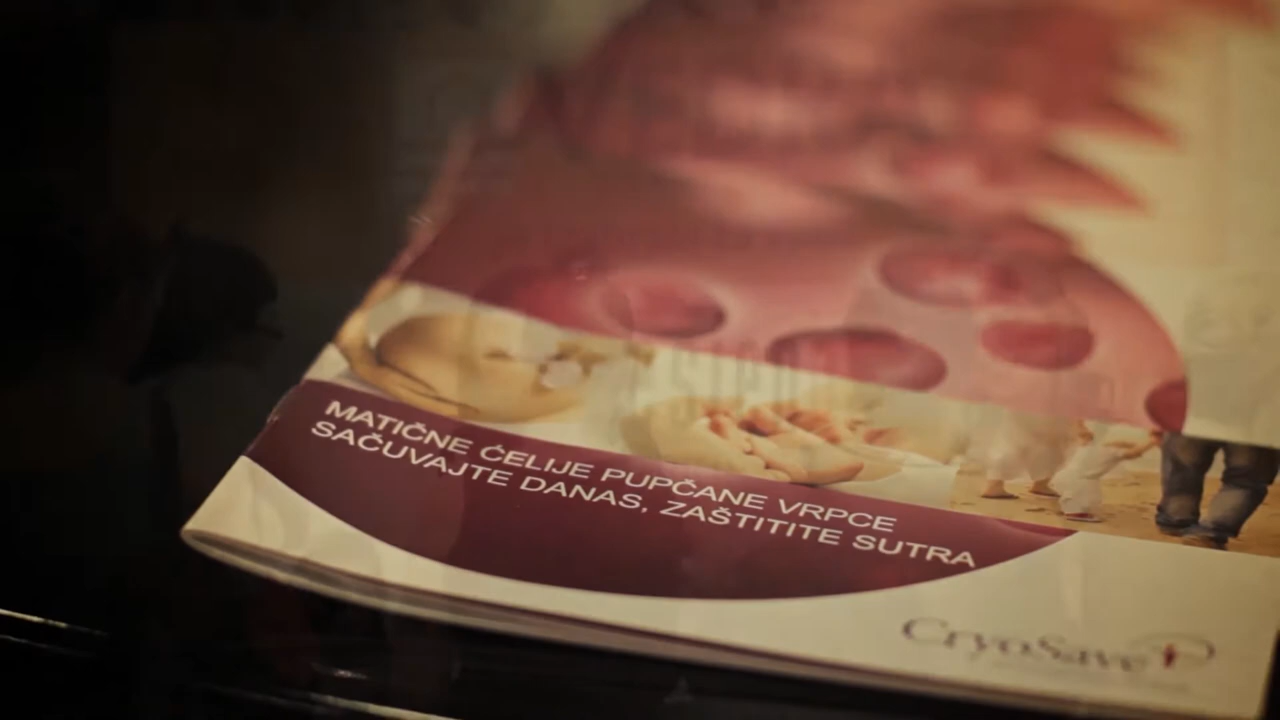 MATIČNE ĆELIJE PUPČANE VRPCE
SAČUVAJTE DANAS, ZAŠTITITE SUTRA
CryoSave